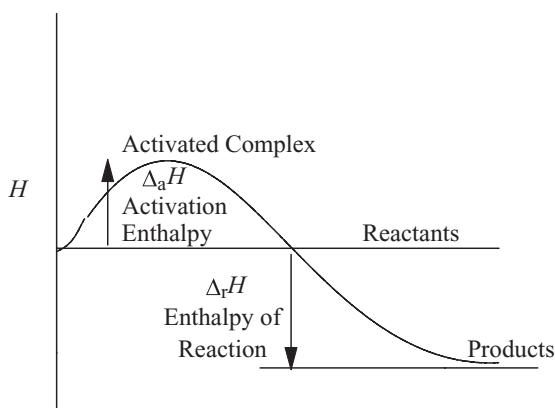 Activated Complex
H
ΔaH
Activation
Enthalpy
Reactants
ΔrH
Enthalpy of
Reaction
Products